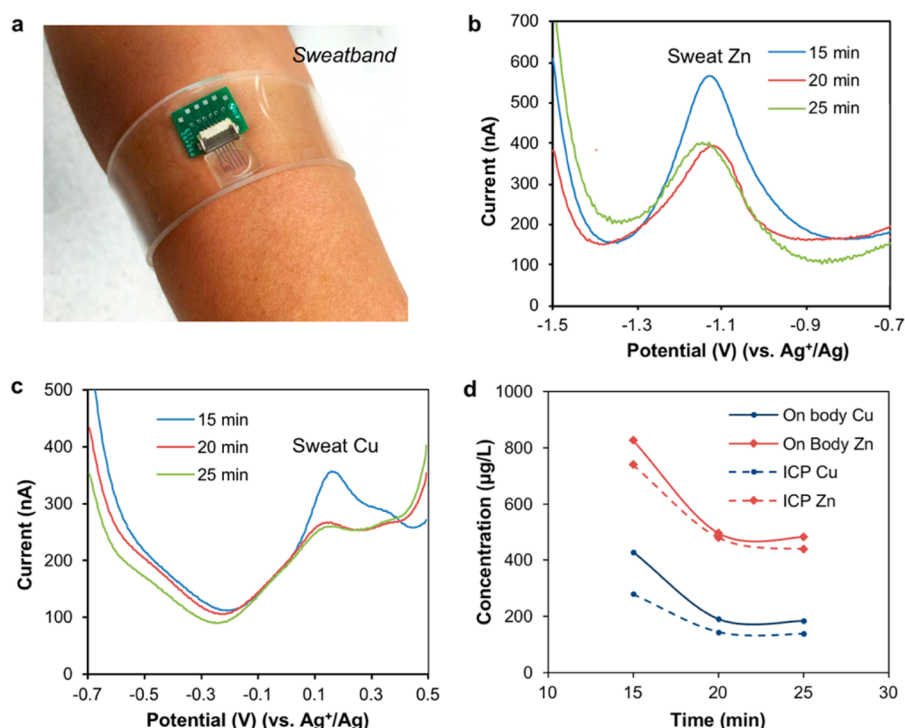 a
Sweatband
b
700
600
500
400
300
200
100
0
Current (nA)
Sweat Zn
15 min
20 min
25 min
-1.5
-1.3
-1.1
-0.9
-0.7
Potential (V) (vs. Ag⁺/Ag)
c
500
400
300
200
100
0
Current (nA)
15 min
20 min
25 min
Sweat Cu
-0.7
-0.5
-0.3
-0.1
0.1
0.3
0.5
Potential (V) (vs. Ag⁺/Ag)
d
1000
800
600
400
200
0
Concentration (µg/L)
On body Cu
On Body Zn
ICP Cu
ICP Zn
10
15
20
25
30
Time (min)